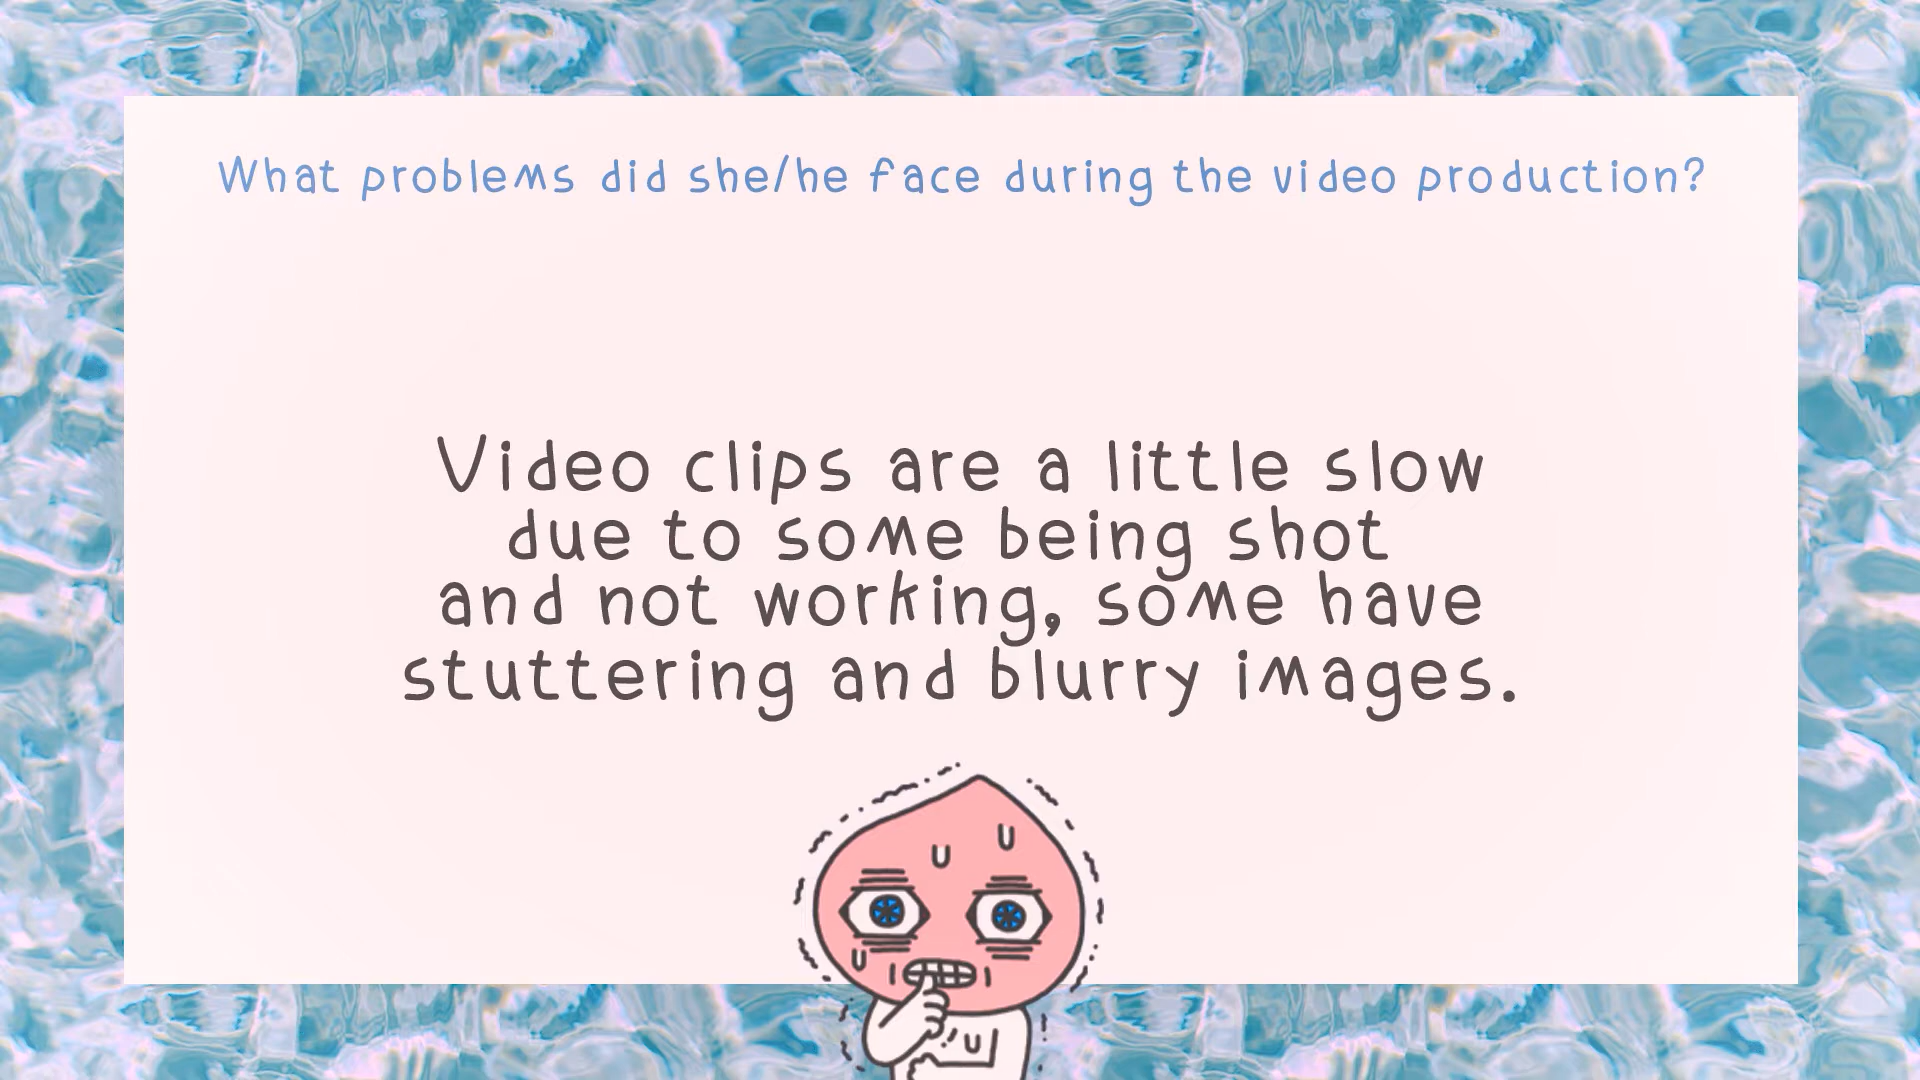 What problems did she/he face during the video production?
Video clips are a little slow
due to some being shot
and not working, some have
stuttering and blurry images.